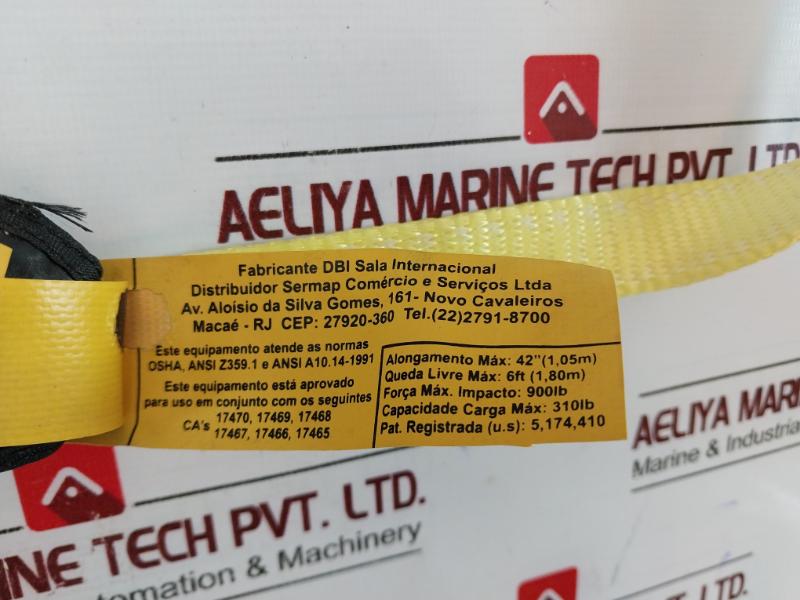 AELIYA MARINE TECH PVT. LTD
Fabricante DBI Sala Internacional
Distribuidor Sermap Comércio e Serviços Ltda
Av. Aloísio da Silva Gomes, 161- Novo Cavaleiros
Macaé - RJ CEP: 27920-360 Tel.(22)2791-8700
Este equipamento atende as normas
OSHA, ANSI Z359.1 e ANSI A10.14-1991
Este equipamento está aprovado
para uso em conjunto com os seguintes
CA's 17470, 17469, 17468
17467, 17466, 17465
Alongamento Máx: 42"(1,05m)
Queda Livre Máx: 6ft (1,80m)
Força Máx. Impacto: 900lb
Capacidade Carga Máx: 310lb
Pat. Registrada (u.s): 5,174,410
AELIYA MAR
Marine & Industria
INE TECH PVT. LTD.
tomation & Machinery
LTD.